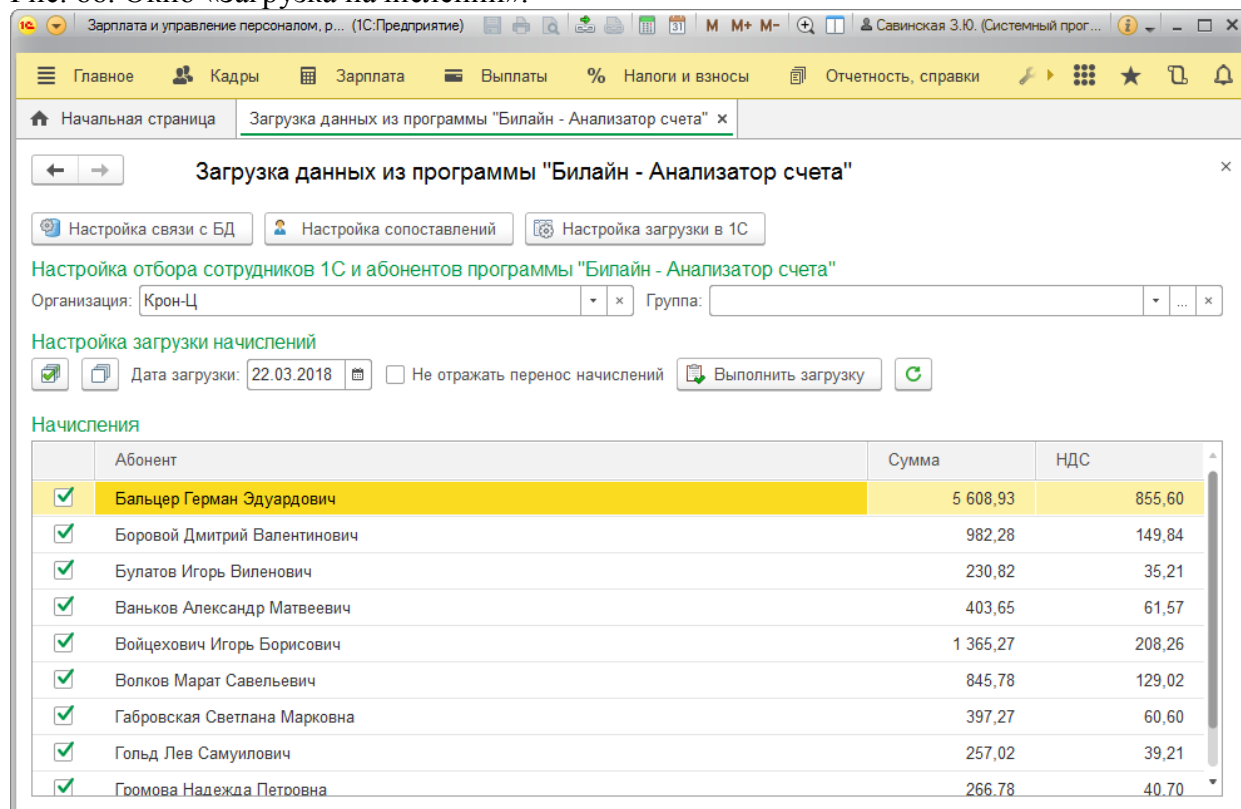 Рис. 66. Окно «Загрузка начислений».
Зарплата и управление персоналом, р... (1С:Предприятие) M M+ M- Савинская З.Ю. (Системный прог...
Главное Кадры Зарплата Выплаты % Налоги и взносы Отчетность, справки
Начальная страница Загрузка данных из программы "Билайн - Анализатор счета" ×
Загрузка данных из программы "Билайн - Анализатор счета"
Настройка связи с БД Настройка сопоставлений Настройка загрузки в 1С
Настройка отбора сотрудников 1С и абонентов программы "Билайн - Анализатор счета"
Организация: Крон-Ц Группа: ...
Настройка загрузки начислений
Дата загрузки: 22.03.2018 Не отражать перенос начислений Выполнить загрузку
Начисления
Абонент Сумма НДС
Бальцер Герман Эдуардович 5 608,93 855,60
Боровой Дмитрий Валентинович 982,28 149,84
Булатов Игорь Виленович 230,82 35,21
Ваньков Александр Матвеевич 403,65 61,57
Войцехович Игорь Борисович 1 365,27 208,26
Волков Марат Савельевич 845,78 129,02
Габровская Светлана Марковна 397,27 60,60
Гольд Лев Самуилович 257,02 39,21
Громова Надежда Петровна 266,78 40,70